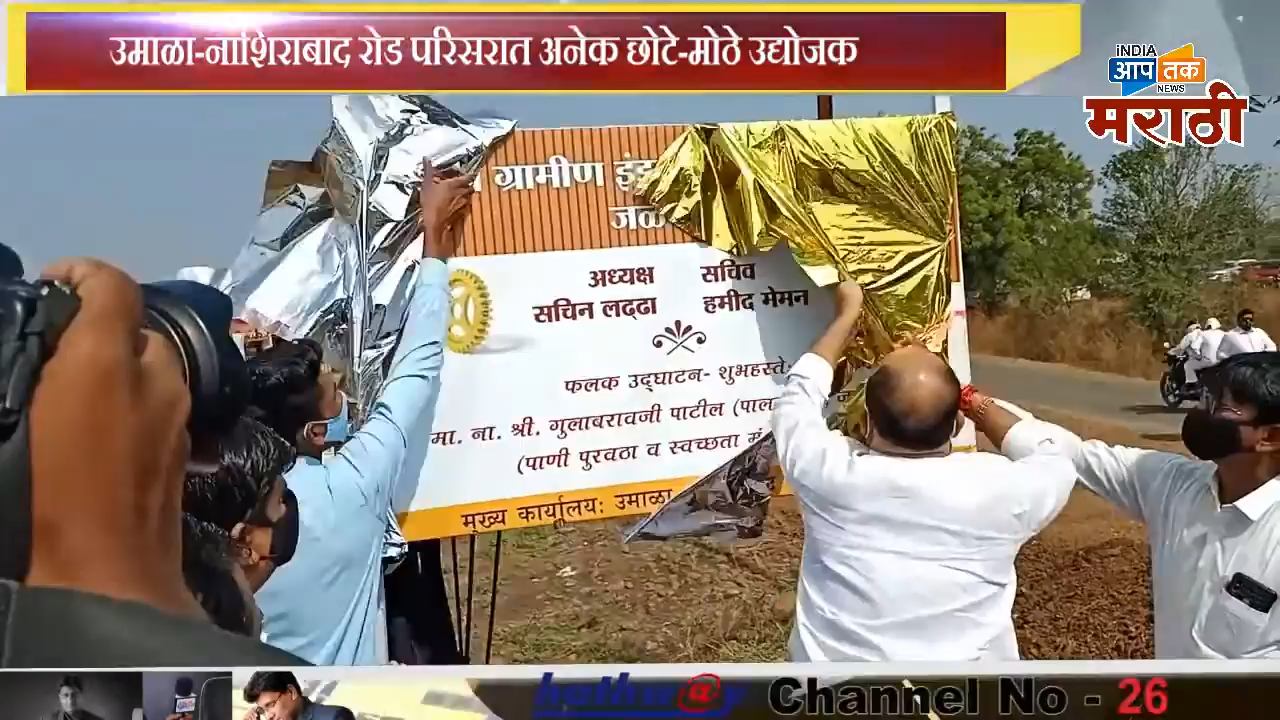 उमाळा-नाशिराबाद रोड परिसरात अनेक छोटे-मोठे उद्योजक
INDIA
आप तक
NEWS
मराठी
ग्रामीण
अध्यक्ष सचिव
सचिन लढ्ढा हमीद मेमन
फलक उद्घाटन- शुभहस्ते:
मा. ना. श्री. गुलाबरावजी पाटील
(पाणी पुरवठा व स्वच्छता
मुख्य कार्यालय: उमाळा
hathw@y Channel No - 26